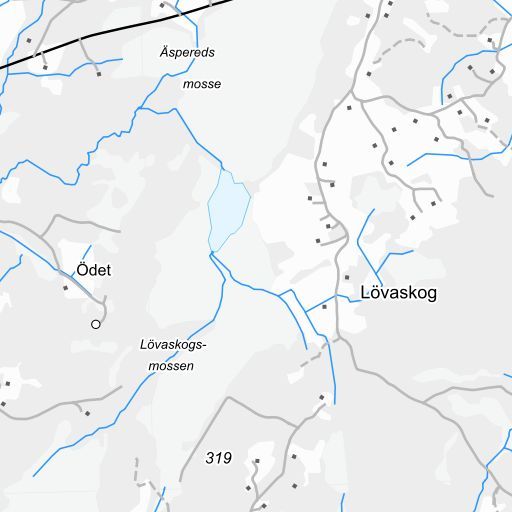 Äspereds
mosse
Ödet
Lövaskog
Lövaskogs-
mossen
319